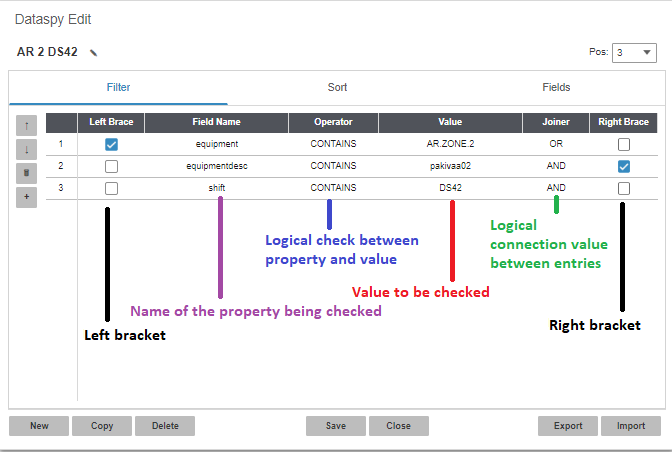 Dataspy Edit
AR 2 DS42
Pos: 3
Filter Sort Fields
Left Brace Field Name Operator Value Joiner Right Brace
1 equipment CONTAINS AR.ZONE.2 OR
2 equipmentdesc CONTAINS pakivaa02 AND
3 shift CONTAINS DS42 AND
Logical check between
property and value
Logical
connection value
between entries
Value to be checked
Name of the property being checked
Right bracket
Left bracket
New Copy Delete Save Close Export Import